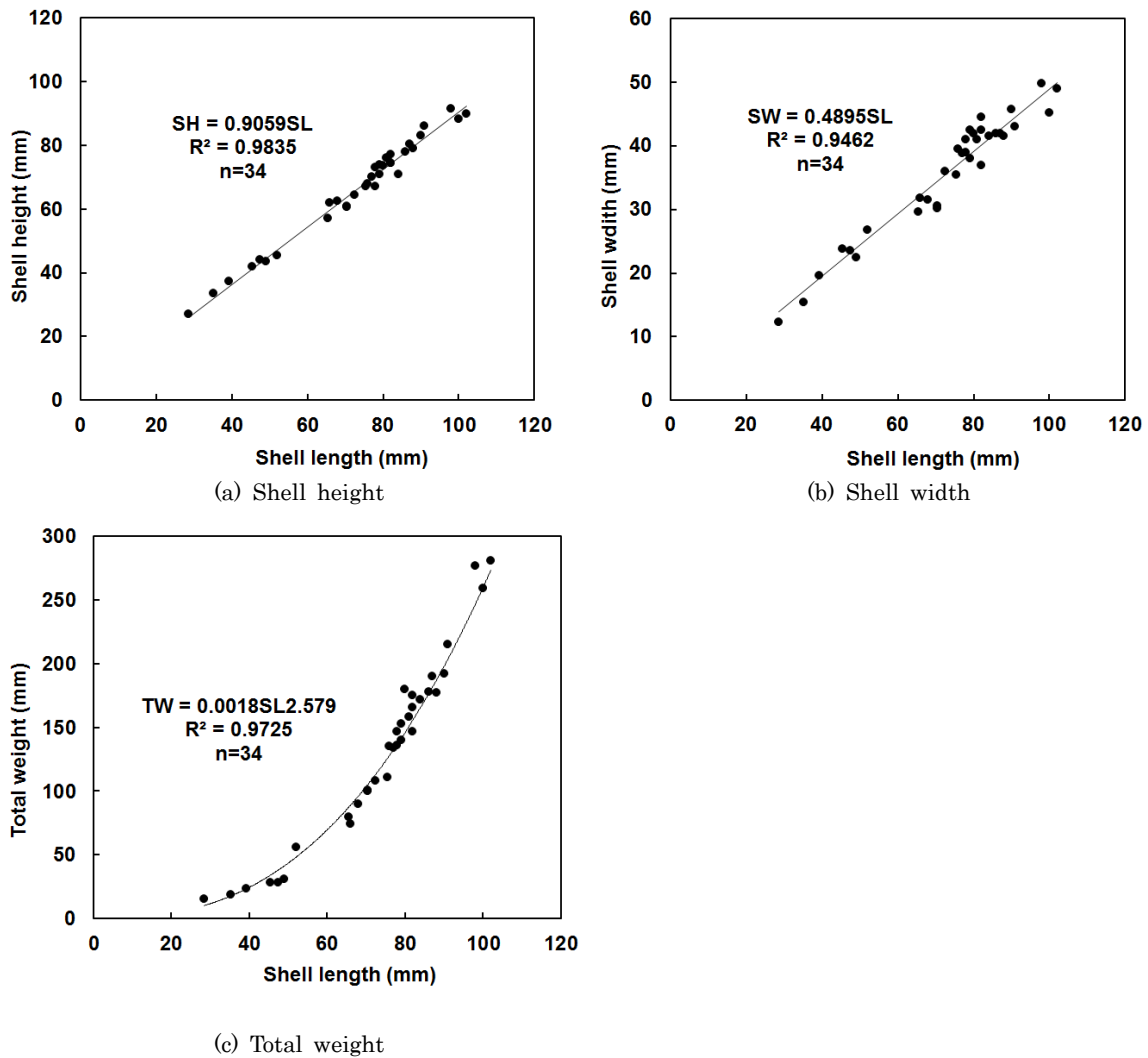 120
100
80
60
40
20
0
Shell height (mm)
SH = 0.9059SL
R² = 0.9835
n=34
0 20 40 60 80 100 120
Shell length (mm)
(a) Shell height
60
50
40
30
20
10
0
Shell wdith (mm)
SW = 0.4895SL
R² = 0.9462
n=34
0 20 40 60 80 100 120
Shell length (mm)
(b) Shell width
300
250
200
150
100
50
0
Total weight (mm)
TW = 0.0018SL2.579
R² = 0.9725
n=34
0 20 40 60 80 100 120
Shell length (mm)
(c) Total weight